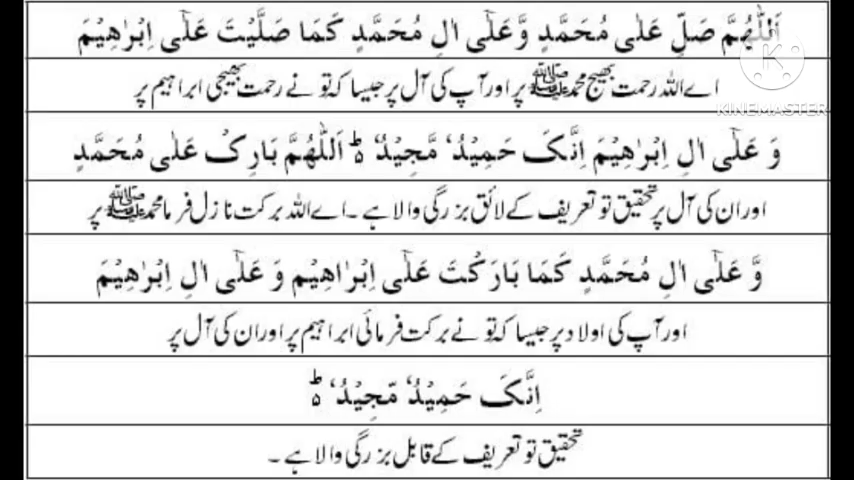 اَللّٰهُمَّ صَلِّ عَلٰى مُحَمَّدٍ وَّعَلٰٓى اٰلِ مُحَمَّدٍ كَمَا صَلَّيْتَ عَلٰٓى اِبْرٰهِيْمَ
اے اللہ رحمت بھیج محمد ﷺ پر اور آپ کی آل پر جیسا کہ تو نے رحمت بھیجی ابراہیم پر
KINEMASTER
وَ عَلٰٓى اٰلِ اِبْرٰهِيْمَ اِنَّکَ حَمِيْدٌ مَّجِيْدٌ ؕ اَللّٰهُمَّ بَارِکْ عَلٰى مُحَمَّدٍ
اور ان کی آل پر تحقیق تو تعریف کے لائق بزرگی والا ہے۔ اے اللہ برکت نازل فرما محمد ﷺ پر
وَّ عَلٰٓى اٰلِ مُحَمَّدٍ كَمَا بَارَكْتَ عَلٰٓى اِبْرَاهِيْمَ وَ عَلٰٓى اٰلِ اِبْرٰهِيْمَ
اور آپ کی اولاد پر جیسا کہ تو نے برکت فرمائی ابراہیم پر اور ان کی آل پر
اِنَّکَ حَمِيْدٌ مَّجِيْدٌ ؕ
تحقیق تو تعریف کے قابل بزرگی والا ہے۔